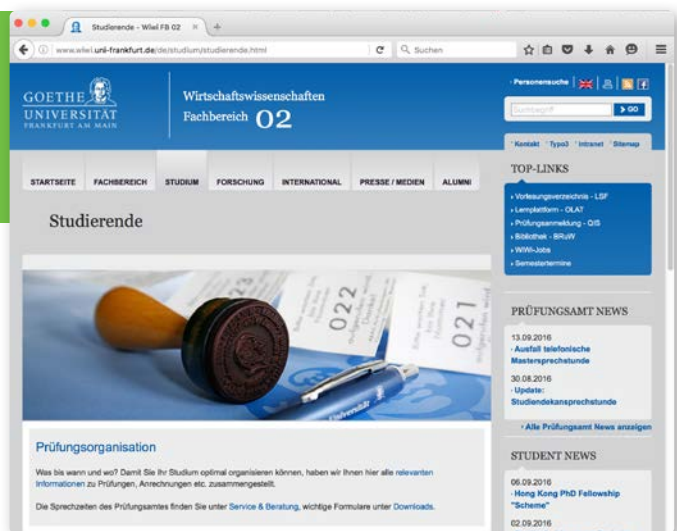 Studierende - Wiwi FB 02
www.wiwi.uni-frankfurt.de/de/studium/studierende.html
Suchen
GOETHE
UNIVERSITÄT
FRANKFURT AM MAIN
Wirtschaftswissenschaften
Fachbereich 02
Personensuche
Suchbegriff
GO
Kontakt Typo3 Intranet Sitemap
STARTSEITE FACHBEREICH STUDIUM FORSCHUNG INTERNATIONAL PRESSE / MEDIEN ALUMNI
Studierende
022
021
Prüfungsorganisation
Was bis wann und wo? Damit Sie Ihr Studium optimal organisieren können, haben wir Ihnen hier alle relevanten
Informationen zu Prüfungen, Anrechnungen etc. zusammengestellt.
Die Sprechzeiten des Prüfungsamtes finden Sie unter Service & Beratung, wichtige Formulare unter Downloads.
TOP-LINKS
Vorlesungsverzeichnis - LSF
Lernplattform - OLAT
Prüfungsanmeldung - QIS
Bibliothek - BRuW
WiWi-Jobs
Semestertermine
PRÜFUNGSAMT NEWS
13.09.2016
Ausfall telefonische
Mastersprechstunde
30.08.2016
Update:
Studiendekansprechstunde
Alle Prüfungsamt News anzeigen
STUDENT NEWS
06.09.2016
Hong Kong PhD Fellowship
"Scheme"
02.09.2016